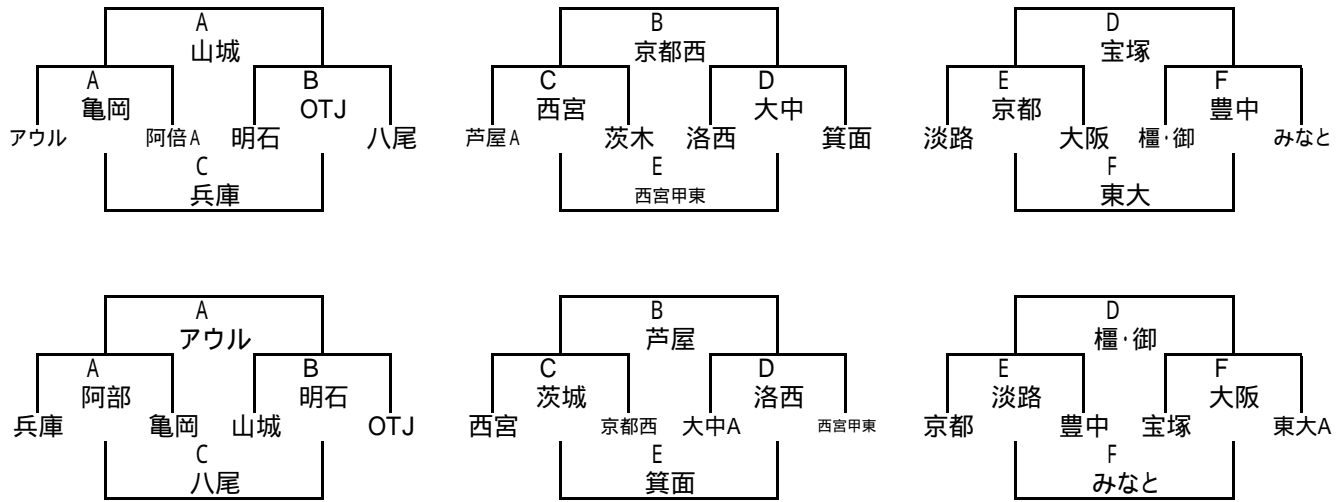 A B D
山城 京都西 宝塚
A B C D E F
亀岡 OTJ 西宮 大中 京都 豊中
アウル 阿倍A 明石 八尾 芦屋A 茨木 洛西 箕面 淡路 大阪 橿・御 みなと
C E F
兵庫 西宮甲東 東大
A B D
アウル 芦屋 橿・御
A B C D E F
阿部 明石 茨城 洛西 淡路 大阪
兵庫 亀岡 山城 OTJ 西宮 京都西 大中A 西宮甲東 京都 豊中 宝塚 東大A
C E F
八尾 箕面 みなと